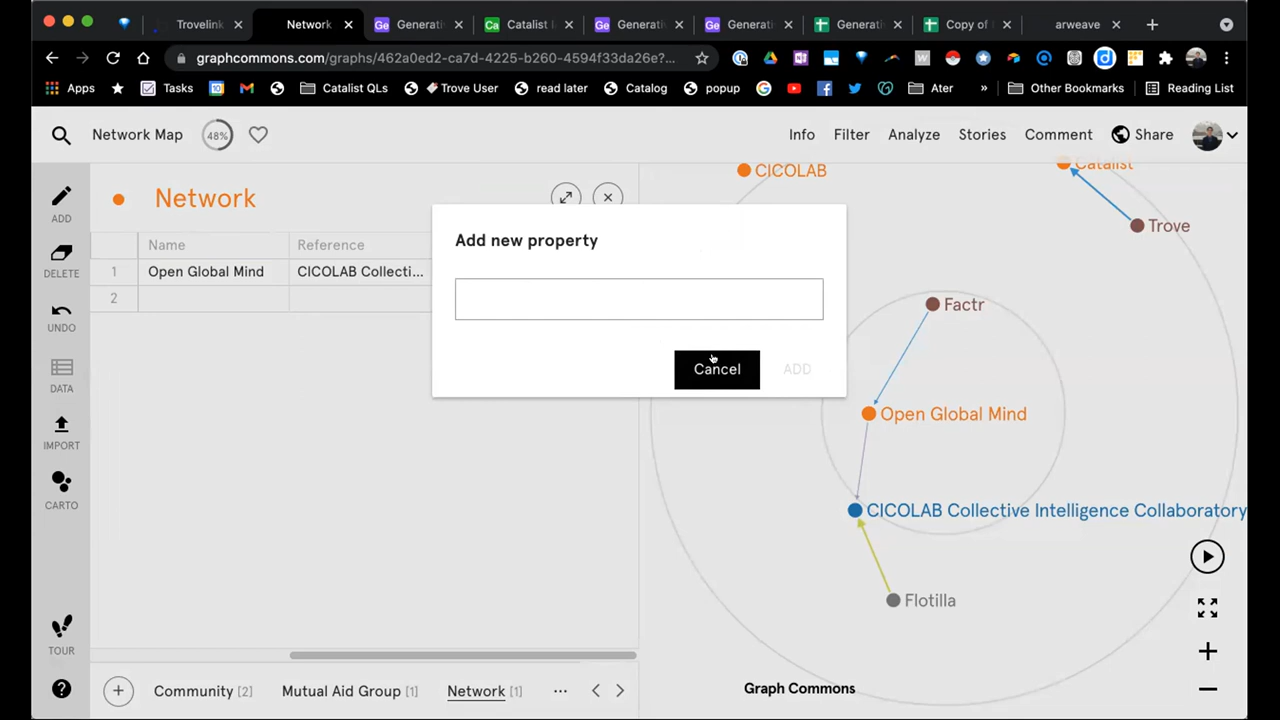 Trovelink
Network
Generati
Catalist
Generati
Generati
Generati
Copy of
arweave
graphcommons.com/graphs/462a0ed2-ca7d-4225-b260-4594f33da26e?...
Apps
Tasks
Catalist QLs
Trove User
read later
Catalog
popup
Ater
»
Other Bookmarks
Reading List
Network Map
48%
Info
Filter
Analyze
Stories
Comment
Share
ADD
DELETE
UNDO
DATA
IMPORT
CARTO
TOUR
Network
Name
Reference
1
Open Global Mind
CICOLAB Collecti...
2
Add new property
Cancel
ADD
CICOLAB
Catalist
Trove
Factr
Open Global Mind
CICOLAB Collective Intelligence Collaboratory
Flotilla
Community [2]
Mutual Aid Group [1]
Network [1]
...
Graph Commons